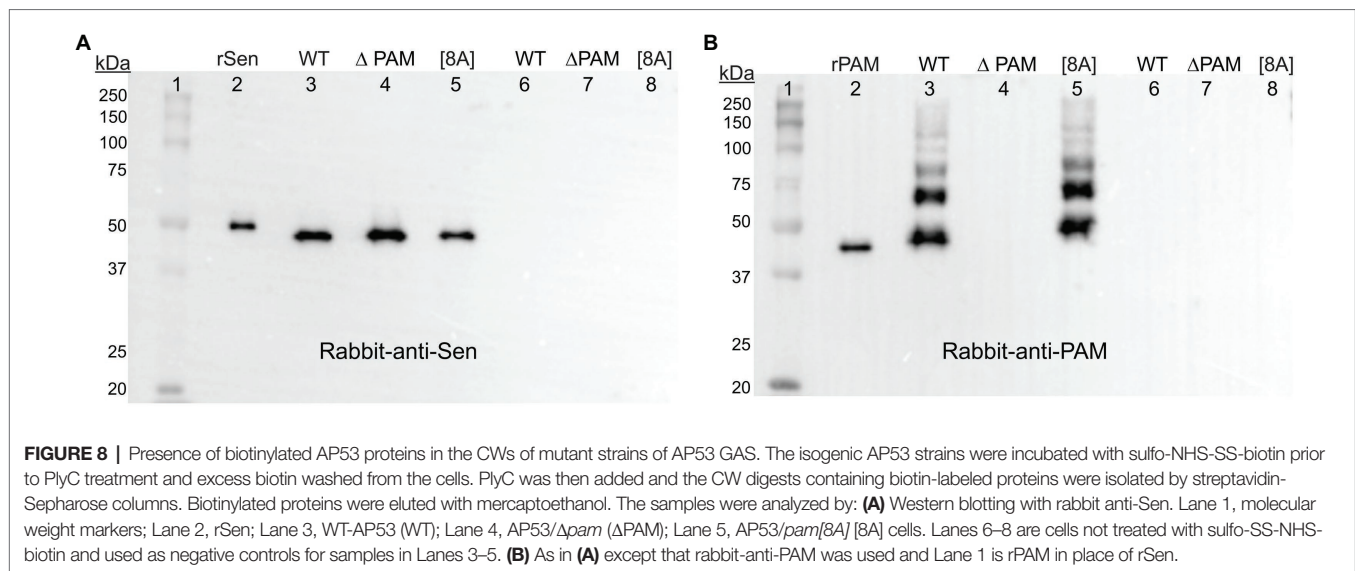 A
kDa
rSen WT Δ PAM [8A] WT ΔPAM [8A]
1 2 3 4 5 6 7 8
250
150
100
75
50
37
25
20
Rabbit-anti-Sen
B
kDa
rPAM WT Δ PAM [8A] WT ΔPAM [8A]
1 2 3 4 5 6 7 8
250
150
100
75
50
37
25
20
Rabbit-anti-PAM
FIGURE 8 | Presence of biotinylated AP53 proteins in the CWs of mutant strains of AP53 GAS. The isogenic AP53 strains were incubated with sulfo-NHS-SS-biotin prior
to PlyC treatment and excess biotin washed from the cells. PlyC was then added and the CW digests containing biotin-labeled proteins were isolated by streptavidin-
Sepharose columns. Biotinylated proteins were eluted with mercaptoethanol. The samples were analyzed by: (A) Western blotting with rabbit anti-Sen. Lane 1, molecular
weight markers; Lane 2, rSen; Lane 3, WT-AP53 (WT); Lane 4, AP53/Δpam (ΔPAM); Lane 5, AP53/pam[8A] [8A] cells. Lanes 6–8 are cells not treated with sulfo-SS-NHS-
biotin and used as negative controls for samples in Lanes 3–5. (B) As in (A) except that rabbit-anti-PAM was used and Lane 1 is rPAM in place of rSen.